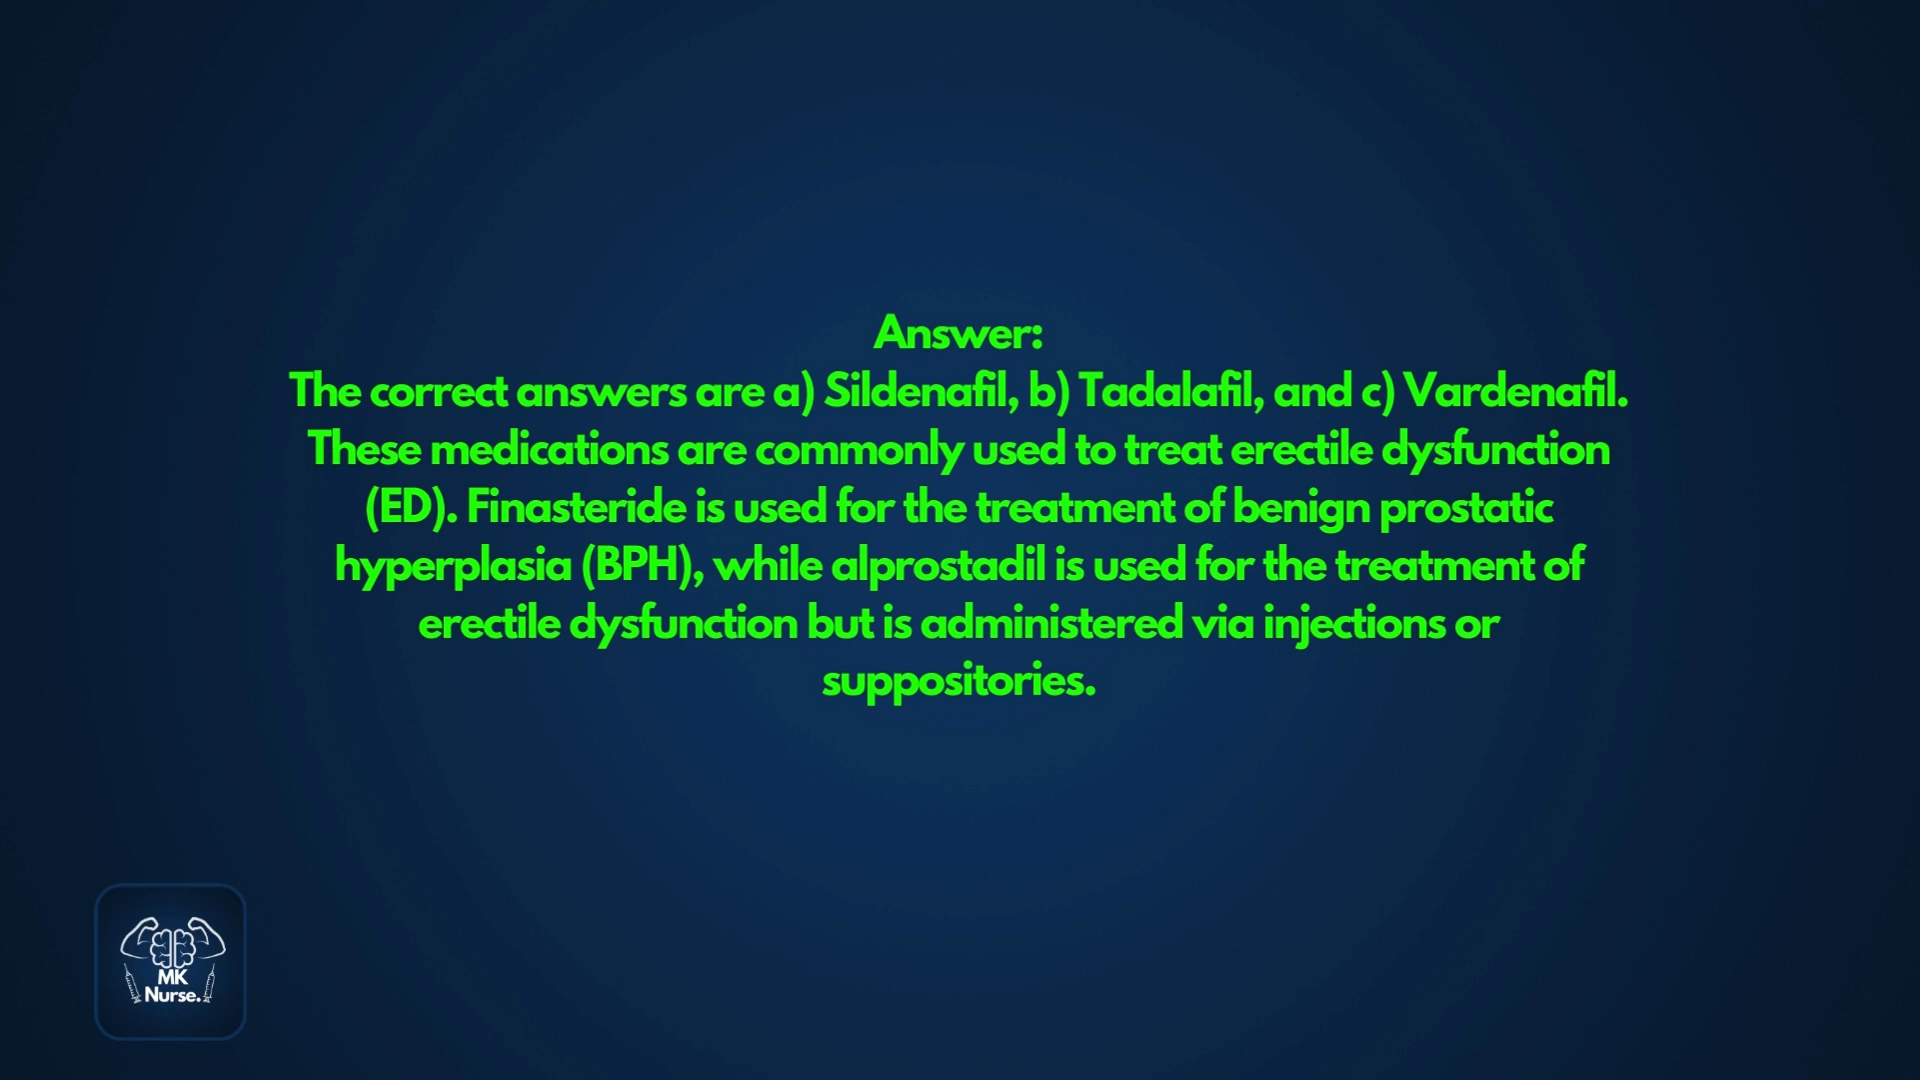 Answer:
The correct answers are a) Sildenafil, b) Tadalafil, and c) Vardenafil.
These medications are commonly used to treat erectile dysfunction
(ED). Finasteride is used for the treatment of benign prostatic
hyperplasia (BPH), while alprostadil is used for the treatment of
erectile dysfunction but is administered via injections or
suppositories.
MK
Nurse.